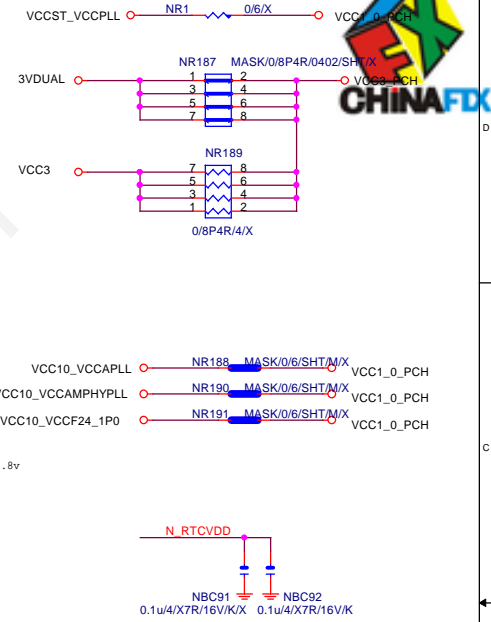 VCCST_VCCPLL NR1 0/6/X VCC1_0_PCH
NR187 MASK/0/8P4R/0402/SHT/X
3VDUAL 1 2 VCC3_PCH
3 4
5 6
7 8
CHINAFIX
D
NR189
VCC3 7 8
5 6
3 4
1 2
0/8P4R/4/X
VCC10_VCCAPLL NR188 MASK/0/6/SHT/M/X VCC1_0_PCH
VCC10_VCCAMPHYPLL NR190 MASK/0/6/SHT/M/X VCC1_0_PCH
VCC10_VCCF24_1P0 NR191 MASK/0/6/SHT/M/X VCC1_0_PCH
C
.8v
N_RTCVDD
NBC91 NBC92
0.1u/4/X7R/16V/K/X 0.1u/4/X7R/16V/K